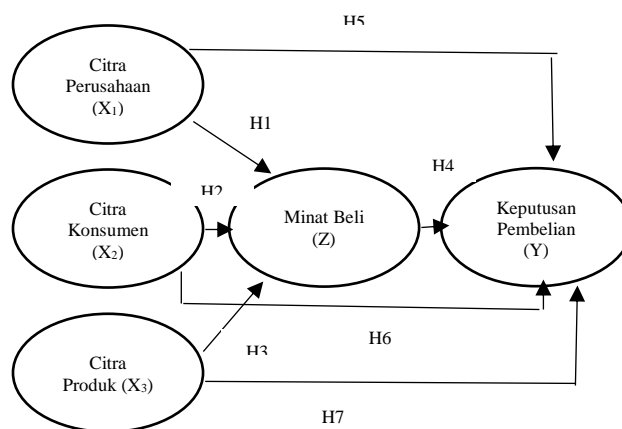 H5
Citra
Perusahaan
(X₁)
H1
H4
H2
Citra
Konsumen
(X₂)
Minat Beli
(Z)
Keputusan
Pembelian
(Y)
H3
H6
Citra
Produk (X₃)
H7